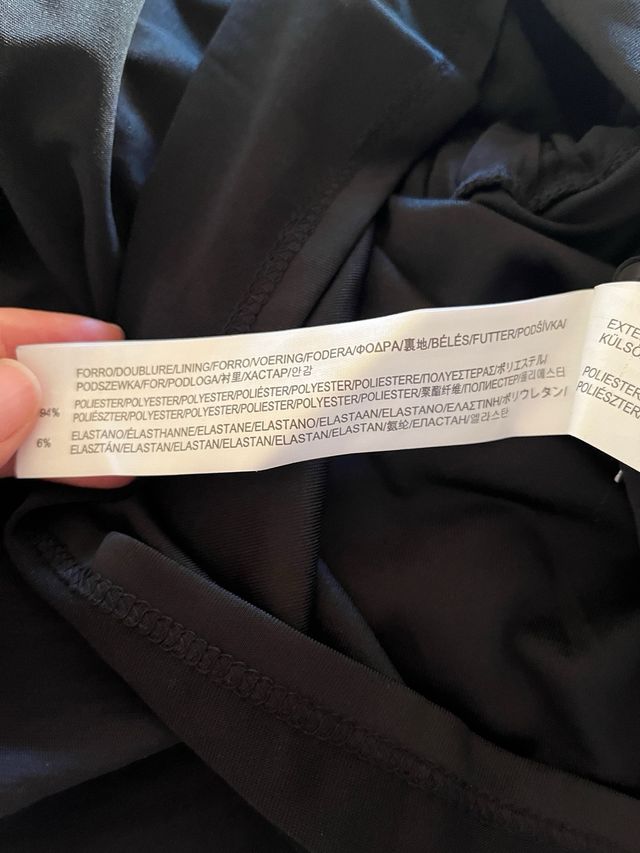 FORRO/DOUBLURE/LINING/FORRO/VOERING/FODERA/ΦΟΔΡΑ/裏地/BÉLÉS/FUTTER/PODŠÍVKA/
PODSZEWKA/FOR/PODLOGA/衬里/ХАСТАР/안감
94% POLIESTER/POLYESTER/POLYESTER/POLIÉSTER/POLYESTER/POLIESTERE/ΠΟΛΥΕΣΤΕΡΑΣ/ポリエステル/
POLIÉSZTER/POLYESTER/POLYESTER/POLIESTER/POLYESTER/POLIESTER/聚酯纤维/ПОЛИЕСТЕР/폴리에스터
6% ELASTANO/ÉLASTHANNE/ELASTANE/ELASTANO/ELASTAAN/ELASTANO/ΕΛΑΣΤΙΝΗ/ポリウレタン/
ELASZTÁN/ELASTAN/ELASTAN/ELASTAN/ELASTAN/ELASTAN/氨纶/ЕЛАСТАН/엘라스탄
EXTE
KÜLSŐ
POLIESTER
POLIÉSZTER/